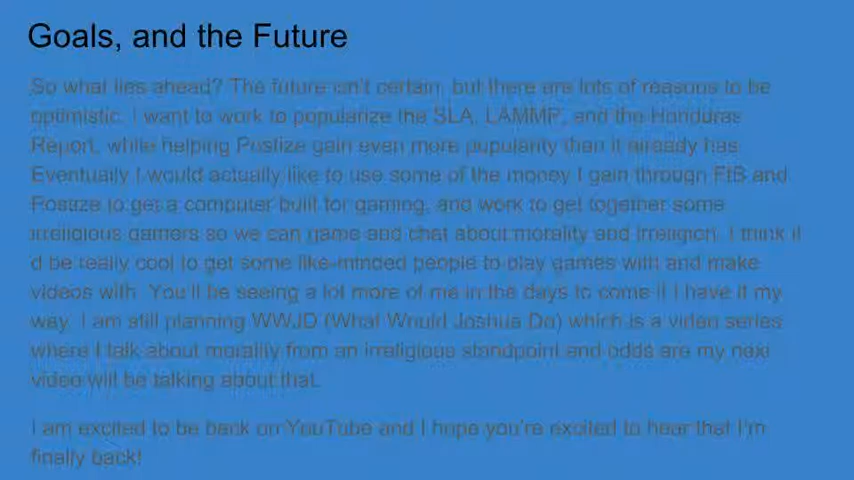 Goals, and the Future
So what lies ahead? The future isn't certain, but there are lots of reasons to be
optimistic. I want to work to popularize the SLA, LAMMP, and the Honduras
Report, while helping Postize gain even more popularity than it already has.
Eventually I would actually like to use some of the money I gain through FtB and
Postize to get a computer built for gaming, and work to get together some
irreligious gamers so we can game and chat about morality and irreligion. I think it
d be really cool to get some like-minded people to play games with and make
videos with. You'll be seeing a lot more of me in the days to come if I have it my
way. I am still planning WWJD (What Would Joshua Do) which is a video series
where I talk about morality from an irreligious standpoint and odds are my next
video will be talking about that.
I am excited to be back on YouTube and I hope you're excited to hear that I'm
finally back!